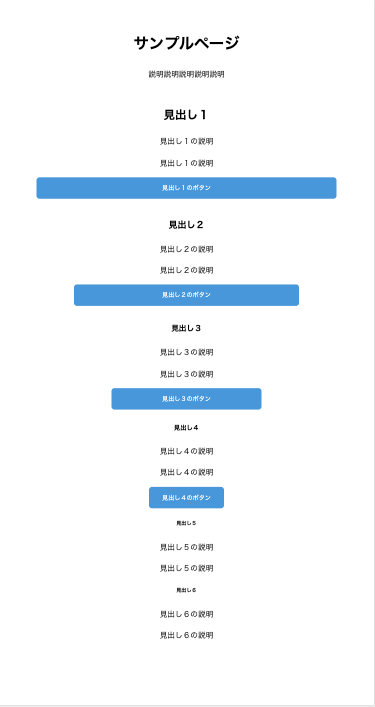 サンプルページ
説明説明説明説明説明
見出し１
見出し１の説明
見出し１の説明
見出し１のボタン
見出し２
見出し２の説明
見出し２の説明
見出し２のボタン
見出し３
見出し３の説明
見出し３の説明
見出し３のボタン
見出し４
見出し４の説明
見出し４の説明
見出し４のボタン
見出し５
見出し５の説明
見出し５の説明
見出し６
見出し６の説明
見出し６の説明